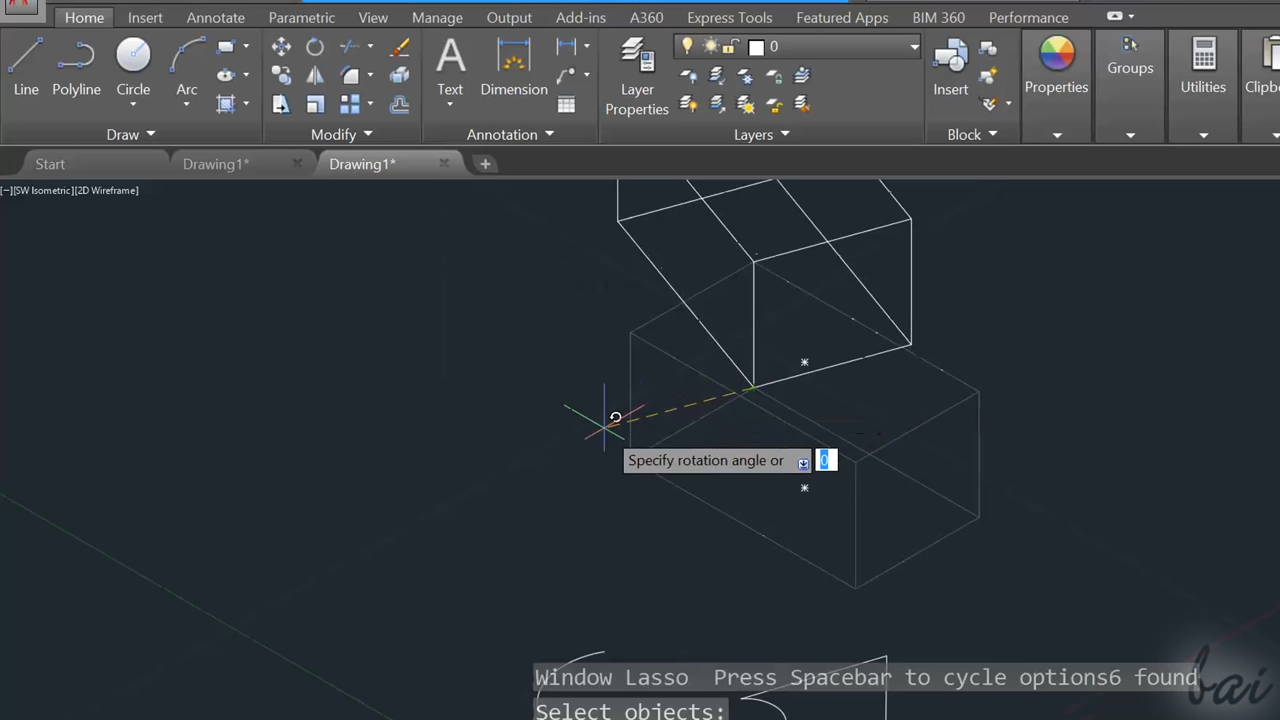 Home Insert Annotate Parametric View Manage Output Add-ins A360 Express Tools Featured Apps BIM 360 Performance
0
Line Polyline Circle Arc Text Dimension Layer Properties Insert Properties Groups Utilities
Draw Modify Annotation Layers Block
Start Drawing1* Drawing1*
[−][SW Isometric][2D Wireframe]
Specify rotation angle or 0
Window Lasso Press Spacebar to cycle options6 found
Select objects:
bai